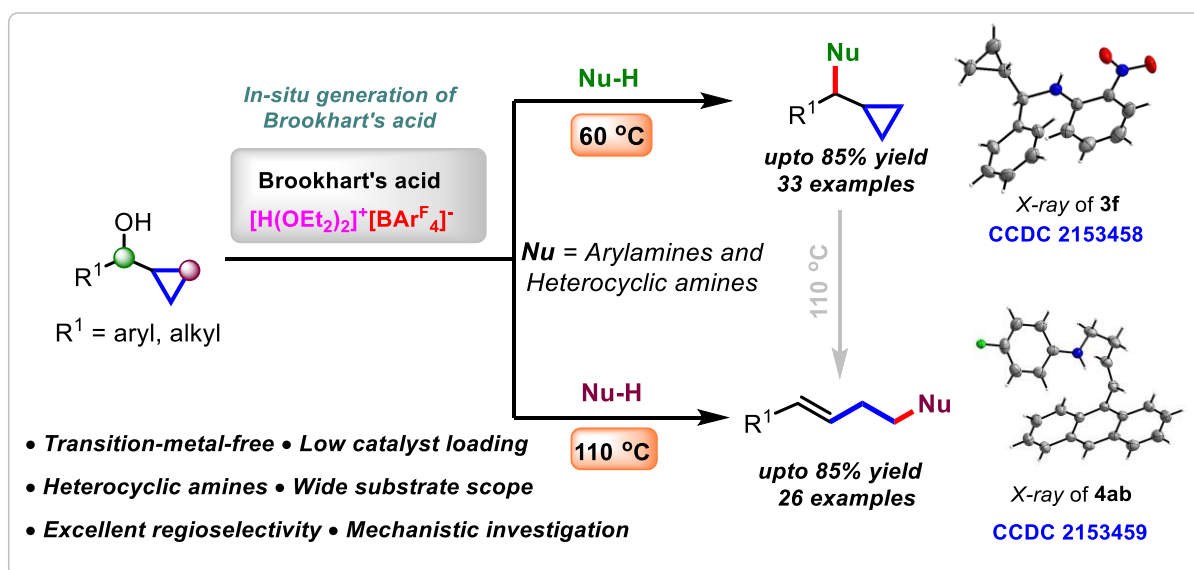 In-situ generation of
Brookhart's acid
Brookhart's acid
[H(OEt₂)₂]⁺[BArF₄]⁻
OH
R¹
R¹ = aryl, alkyl
Nu-H
60 °C
Nu = Arylamines and
Heterocyclic amines
Nu-H
110 °C
Nu
R¹
upto 85% yield
33 examples
110 °C
R¹
Nu
upto 85% yield
26 examples
X-ray of 3f
CCDC 2153458
X-ray of 4ab
CCDC 2153459
• Transition-metal-free • Low catalyst loading
• Heterocyclic amines • Wide substrate scope
• Excellent regioselectivity • Mechanistic investigation